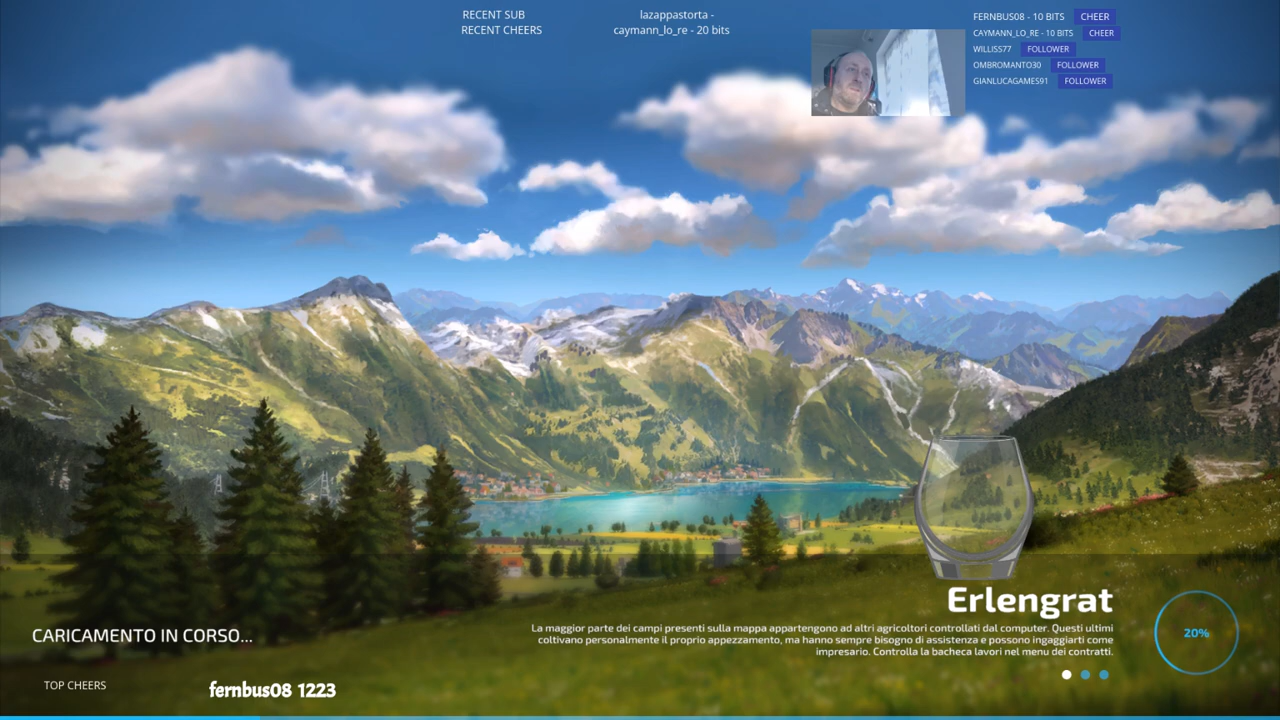 RECENT SUB
lazappastorta -
RECENT CHEERS
caymann_lo_re - 20 bits
FERNBUS08 - 10 BITS CHEER
CAYMANN_LO_RE - 10 BITS CHEER
WILLISS77 FOLLOWER
OMBROMANTO30 FOLLOWER
GIANLUCAGAMES91 FOLLOWER
Erlengrat
La maggior parte dei campi presenti sulla mappa appartengono ad altri agricoltori controllati dal computer. Questi ultimi
coltivano personalmente il proprio appezzamento, ma hanno sempre bisogno di assistenza e possono ingaggiarti come
impresario. Controlla la bacheca lavori nel menu dei contratti.
20%
CARICAMENTO IN CORSO...
TOP CHEERS
fernbus08 1223